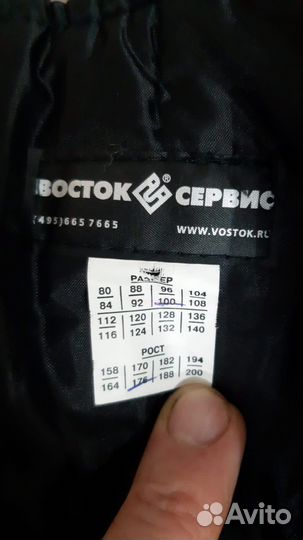 ВОСТОК ® СЕРВИС
(495)665 7665 WWW.VOSTOK.RU
РАЗМЕР
80 88 96 104
84 92 100 108
112 120 128 136
116 124 132 140
РОСТ
158 170 182 194
164 176 188 200
Avito